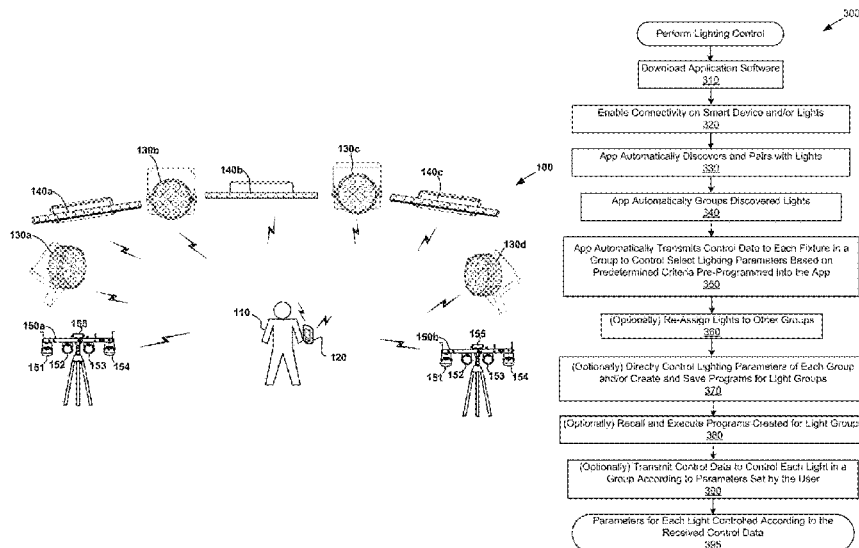 130b
130c
140a
140b
140c
100
130a
130d
150a
155
151
152
153
154
110
120
150b
155
151
152
153
154
300
Perform Lighting Control
Download Application Software
310
Enable Connectivity on Smart Device and/or Lights
320
App Automatically Discovers and Pairs with Lights
330
App Automatically Groups Discovered Lights
340
App Automatically Transmits Control Data to Each Fixture in a
Group to Control Select Lighting Parameters Based on
Predetermined Criteria Pre-Programmed Into the App
350
(Optionally) Re-Assign Lights to Other Groups
360
(Optionally) Directly Control Lighting Parameters of Each Group
and/or Create and Save Programs for Light Groups
370
(Optionally) Recall and Execute Programs Created for Light Group
380
(Optionally) Transmit Control Data to Control Each Light in a
Group According to Parameters Set by the User
390
Parameters for Each Light Controlled According to the
Received Control Data
395